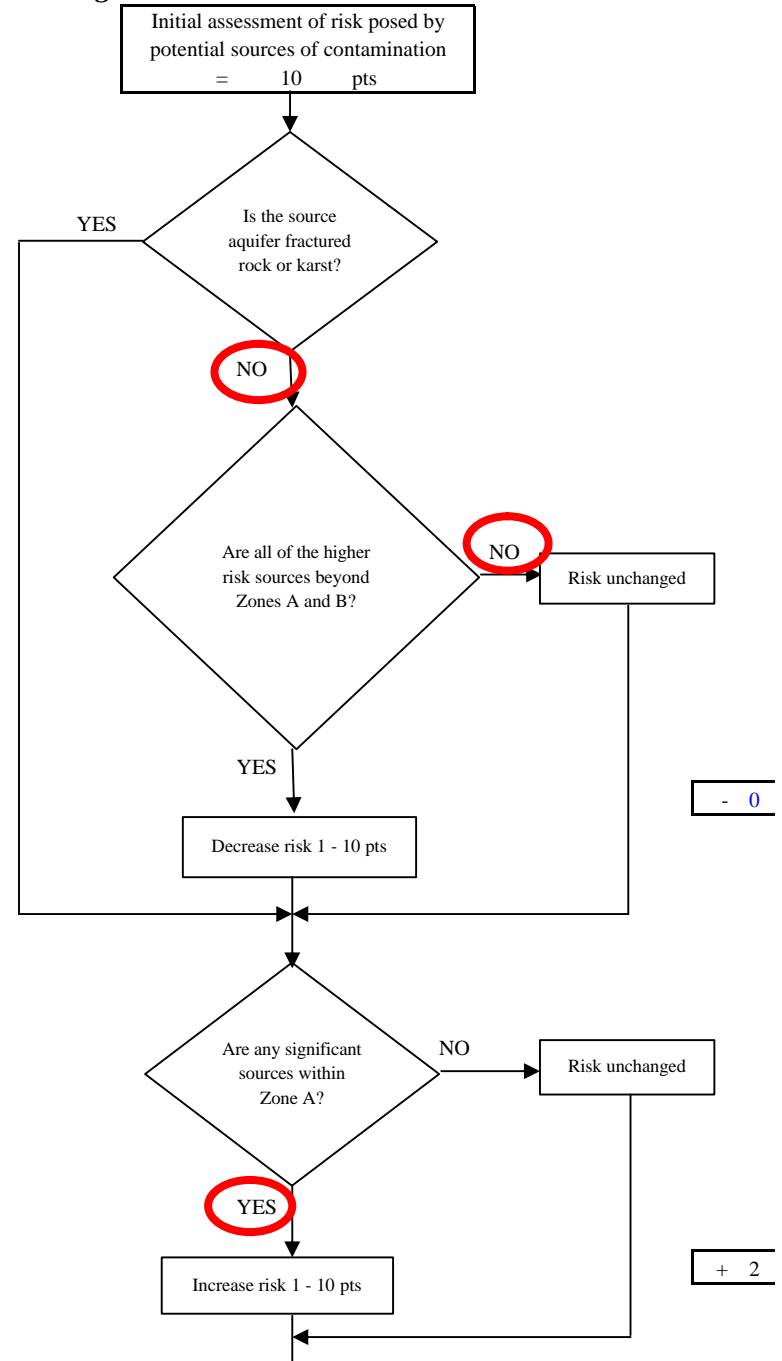 Initial assessment of risk posed by
potential sources of contamination
= 10 pts
YES
Is the source
aquifer fractured
rock or karst?
NO
Are all of the higher
risk sources beyond
Zones A and B?
NO
Risk unchanged
YES
- 0
Decrease risk 1 - 10 pts
Are any significant
sources within
Zone A?
NO
Risk unchanged
YES
+ 2
Increase risk 1 - 10 pts